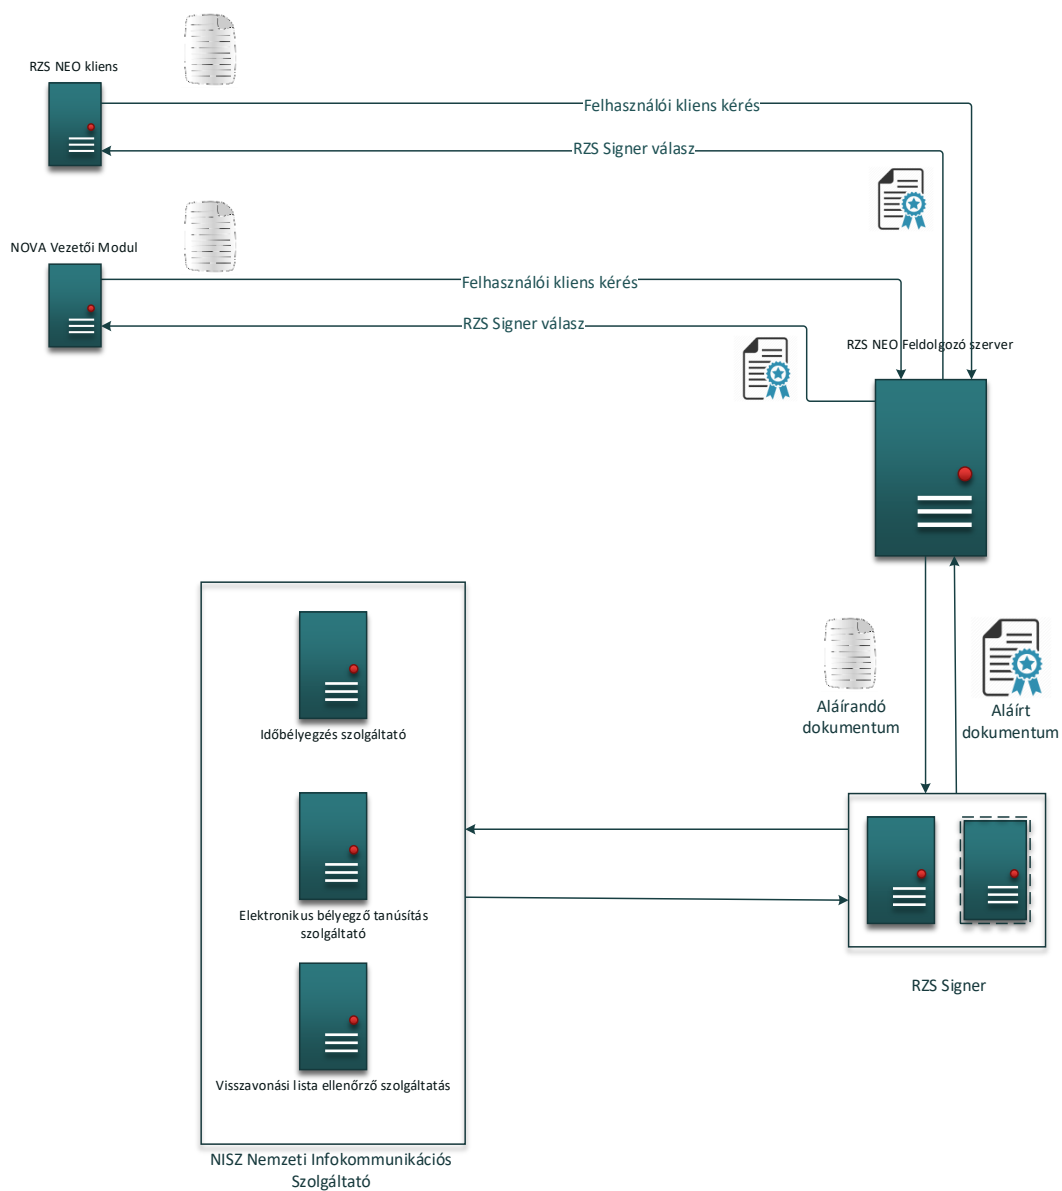 RZS NEO kliens
Felhasználói kliens kérés
RZS Signer válasz
NOVA Vezetői Modul
Felhasználói kliens kérés
RZS Signer válasz
RZS NEO Feldolgozó szerver
Aláírandó
dokumentum
Aláírt
dokumentum
Időbélyegzés szolgáltató
Elektronikus bélyegző tanúsítás
szolgáltató
RZS Signer
Visszavonási lista ellenőrző szolgáltatás
NISZ Nemzeti Infokommunikációs
Szolgáltató